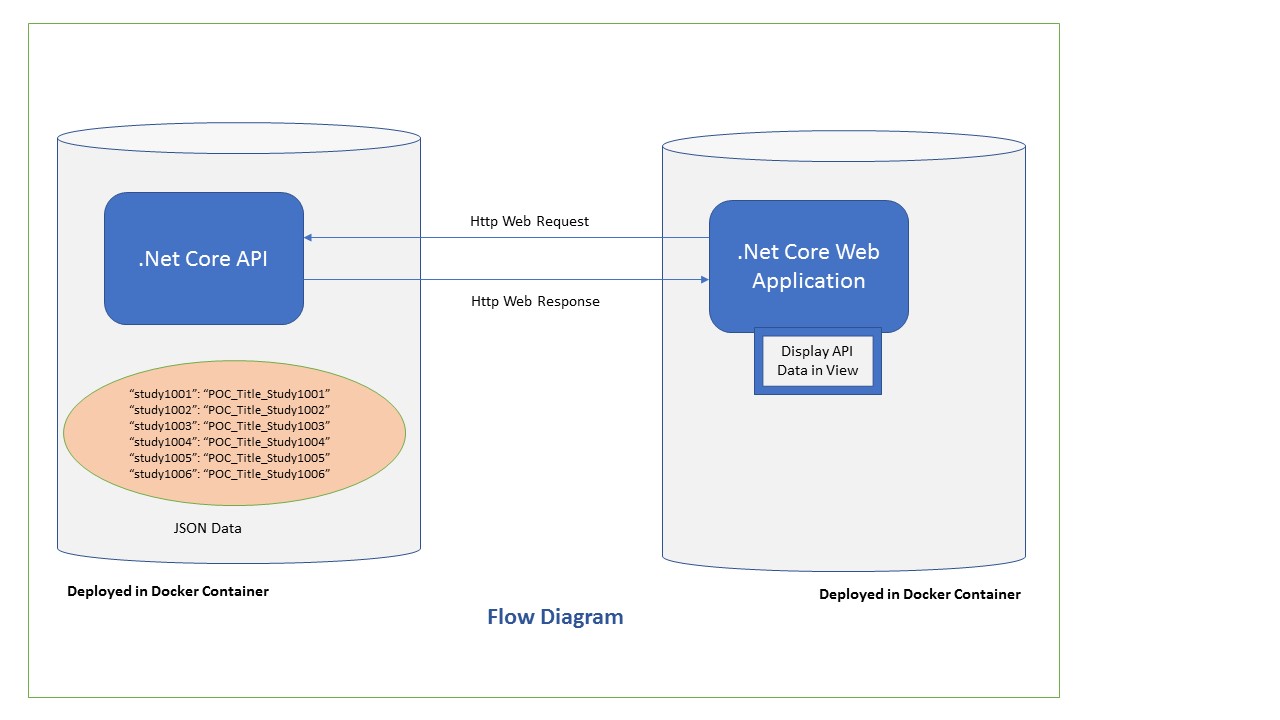 Http Web Request
.Net Core API
.Net Core Web
Application
Http Web Response
Display API
Data in View
“study1001”: “POC_Title_Study1001”
“study1002”: “POC_Title_Study1002”
“study1003”: “POC_Title_Study1003”
“study1004”: “POC_Title_Study1004”
“study1005”: “POC_Title_Study1005”
“study1006”: “POC_Title_Study1006”
JSON Data
Deployed in Docker Container
Deployed in Docker Container
Flow Diagram